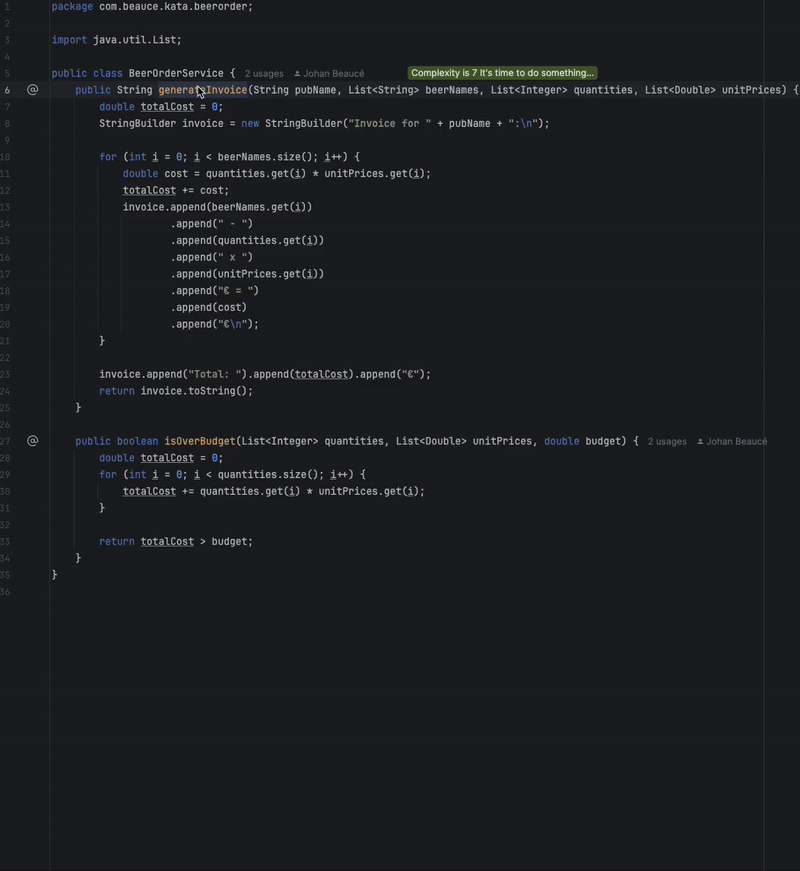 1 package com.beauce.kata.beerorder;
2
3 import java.util.List;
4
5 public class BeerOrderService { 2 usages Johan Beaucé Complexity is 7 It's time to do something...
6 @ public String generateInvoice(String pubName, List<String> beerNames, List<Integer> quantities, List<Double> unitPrices) {
7 double totalCost = 0;
8 StringBuilder invoice = new StringBuilder("Invoice for " + pubName + ":\n");
9
10 for (int i = 0; i < beerNames.size(); i++) {
11 double cost = quantities.get(i) * unitPrices.get(i);
12 totalCost += cost;
13 invoice.append(beerNames.get(i))
14 .append(" - ")
15 .append(quantities.get(i))
16 .append(" x ")
17 .append(unitPrices.get(i))
18 .append("€ = ")
19 .append(cost)
20 .append("€\n");
21 }
22
23 invoice.append("Total: ").append(totalCost).append("€");
24 return invoice.toString();
25 }
26
27 @ public boolean isOverBudget(List<Integer> quantities, List<Double> unitPrices, double budget) { 2 usages Johan Beaucé
28 double totalCost = 0;
29 for (int i = 0; i < quantities.size(); i++) {
30 totalCost += quantities.get(i) * unitPrices.get(i);
31 }
32
33 return totalCost > budget;
34 }
35 }
36